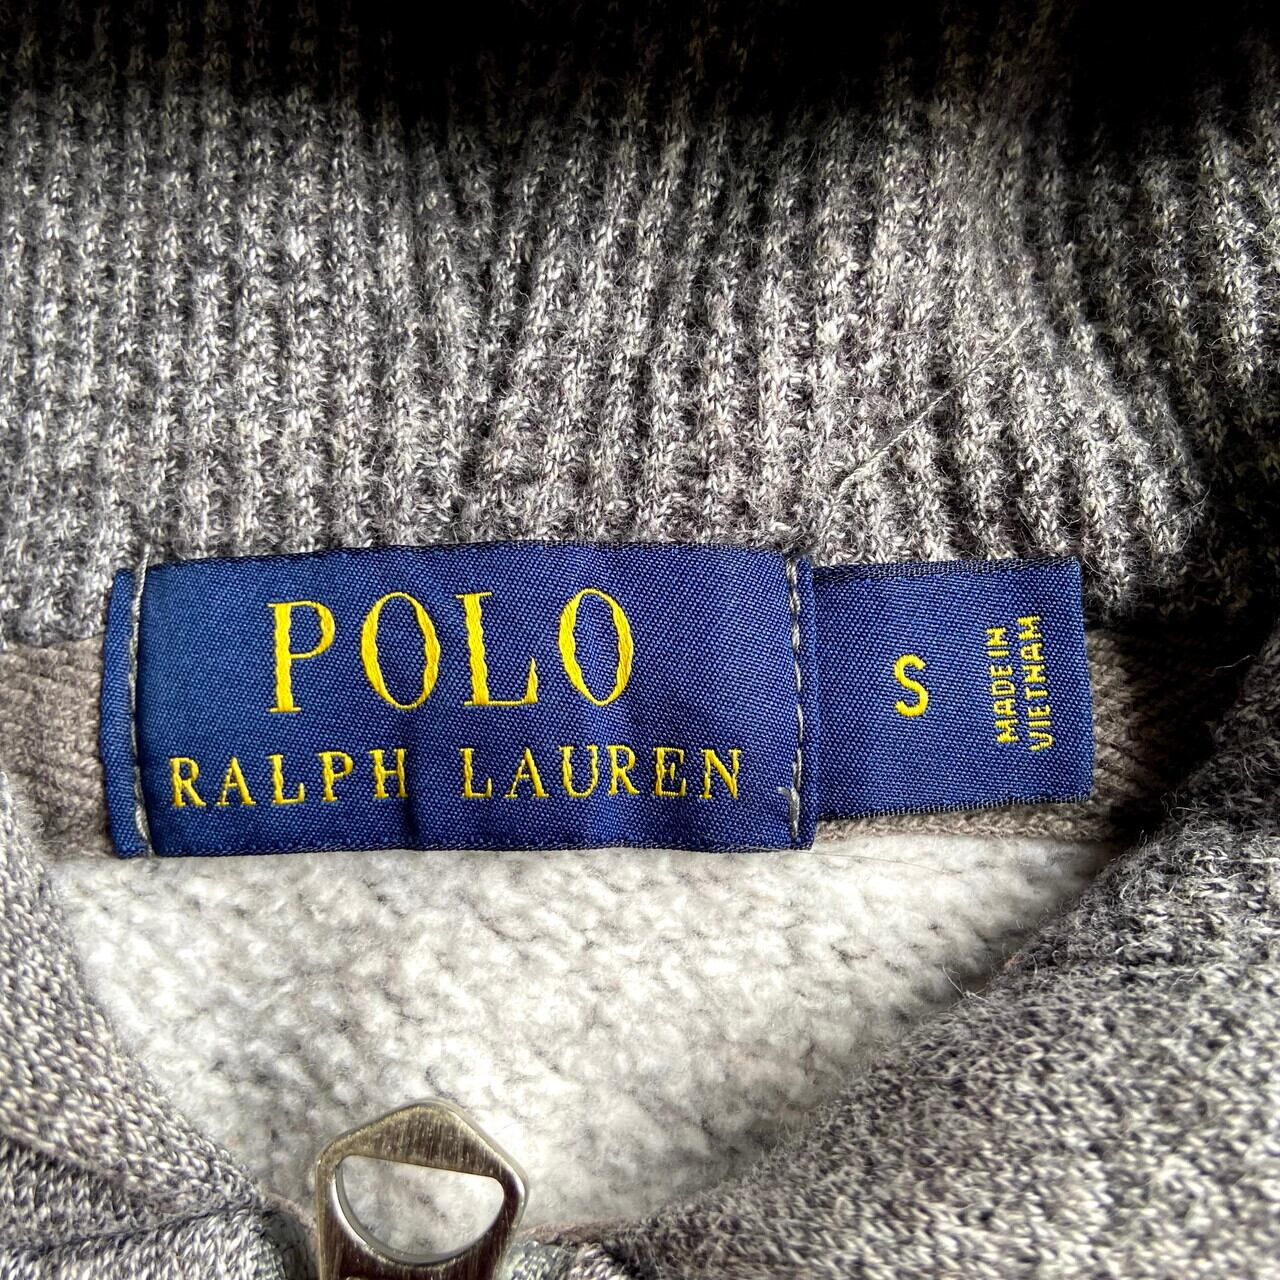 POLO
RALPH LAUREN
S
MADE IN
VIETNAM